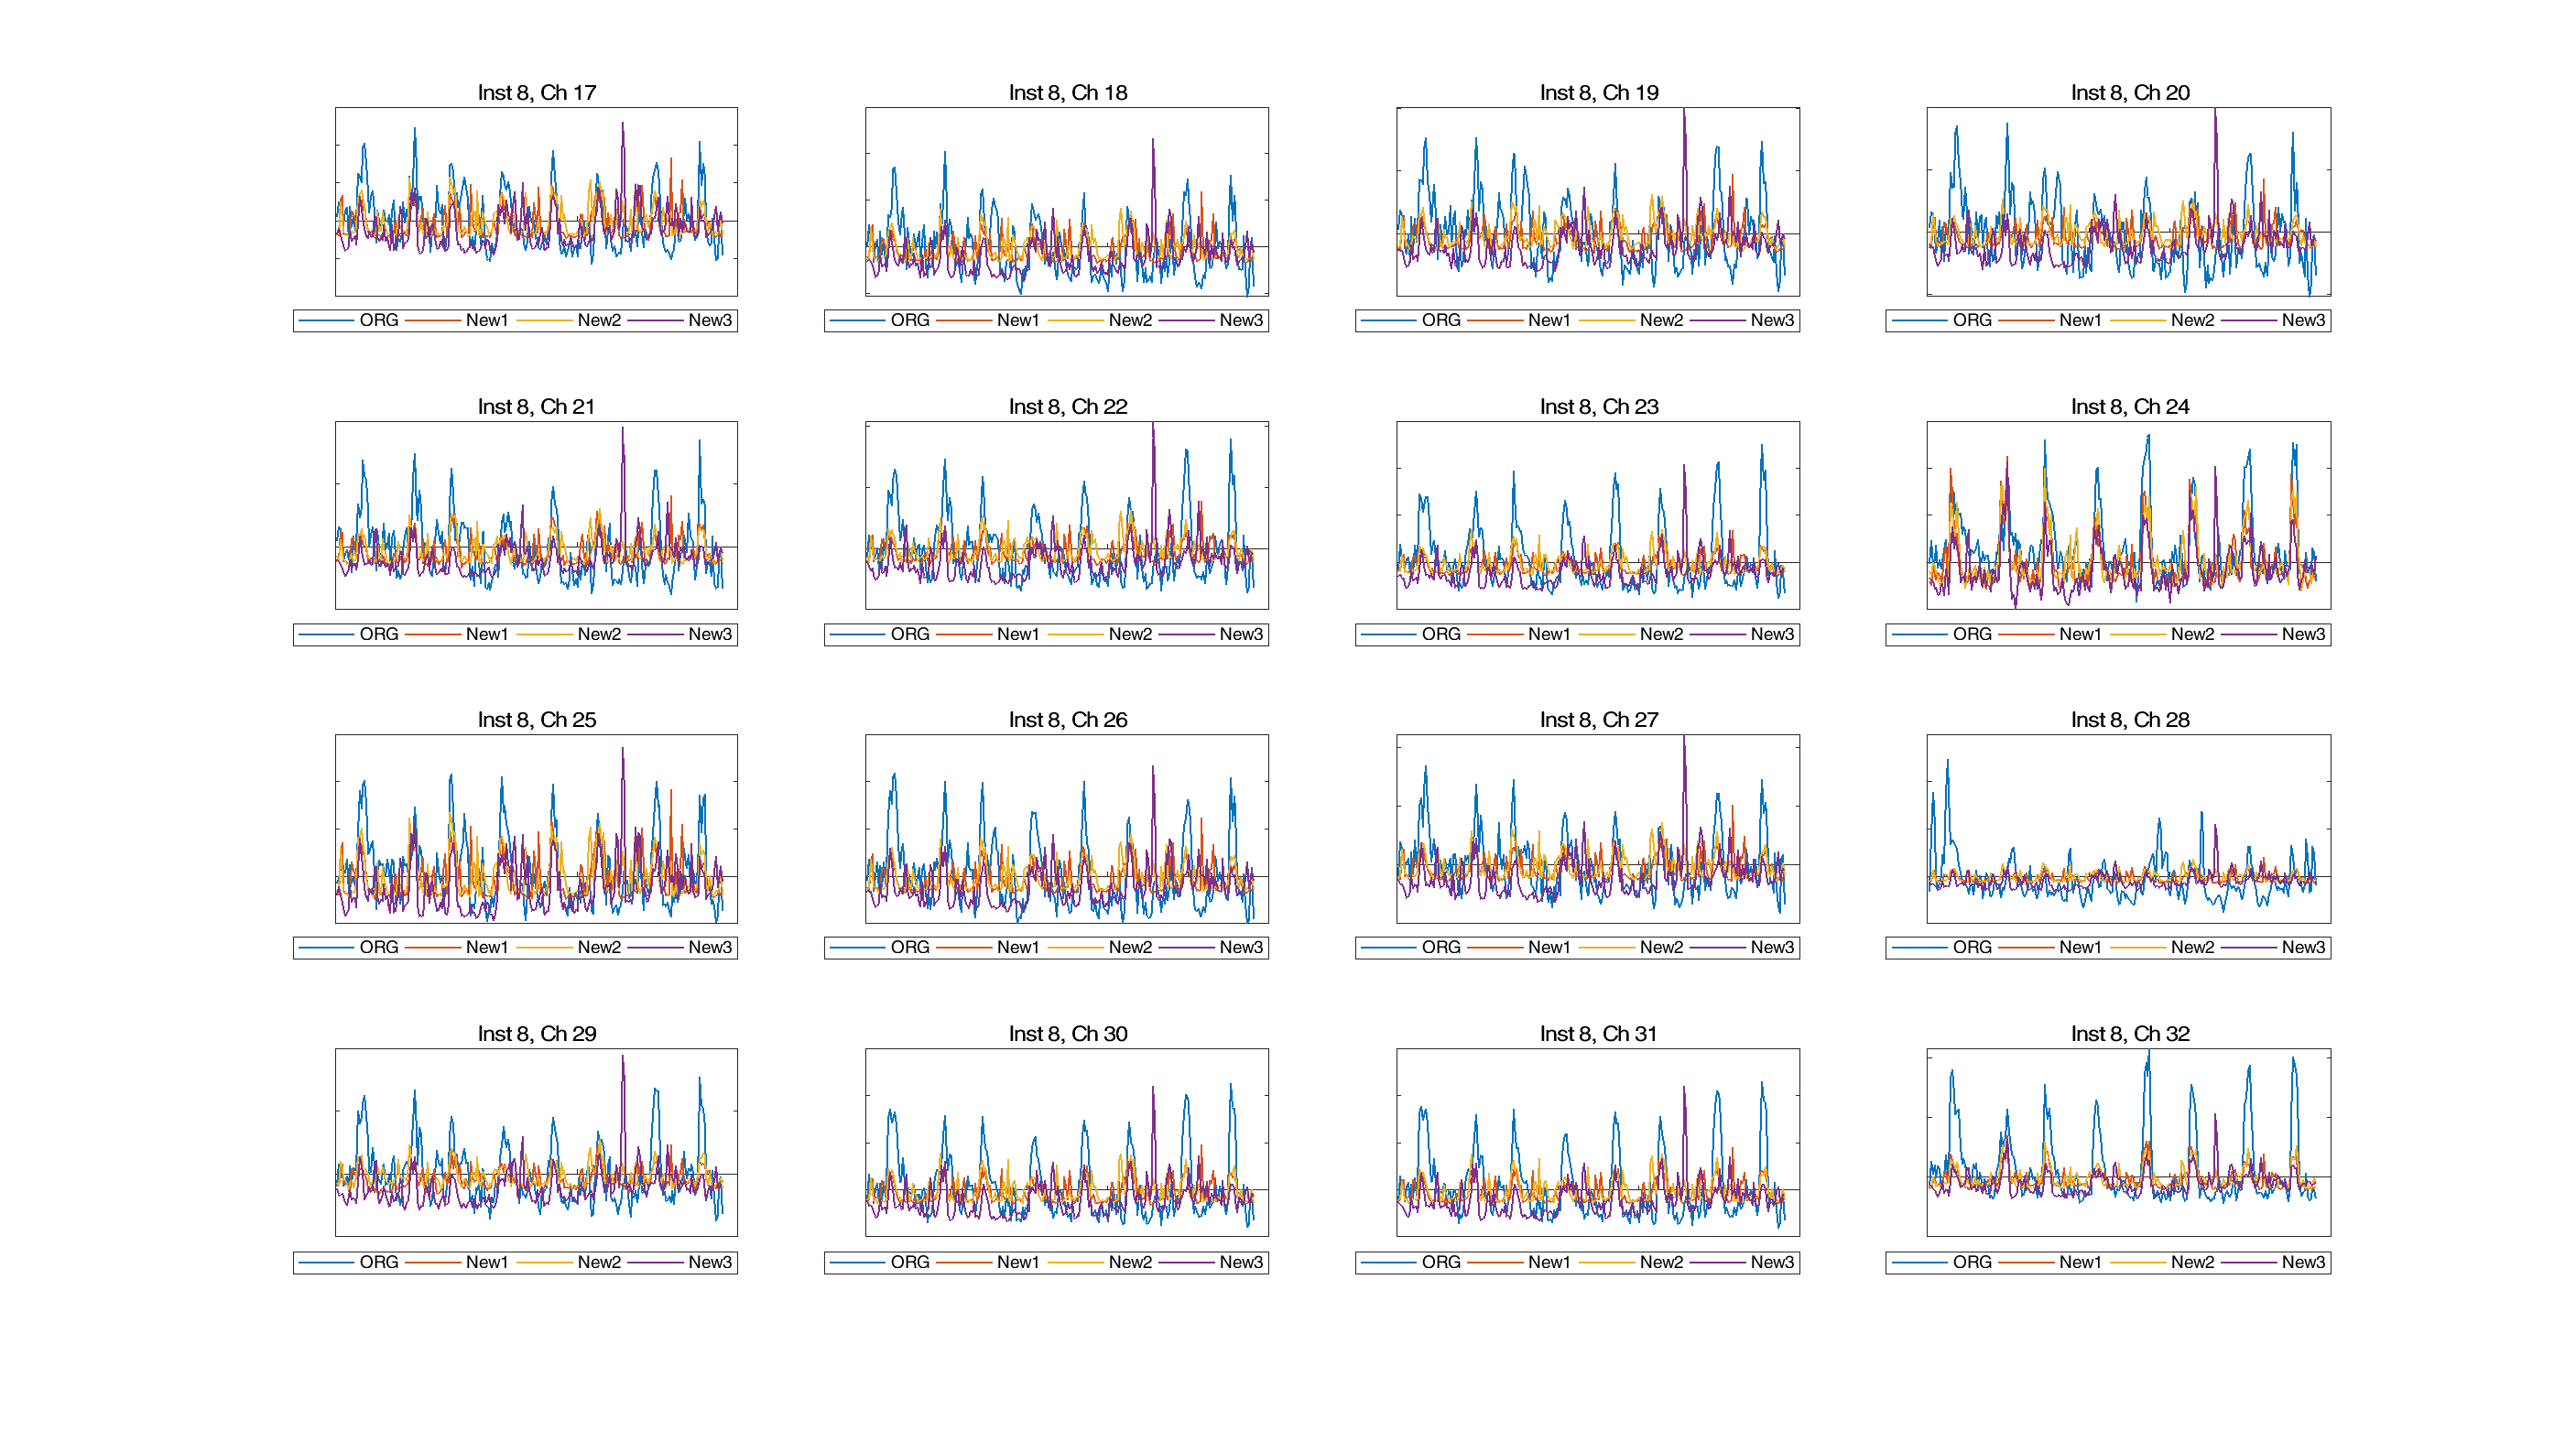 Inst 8, Ch 17
Inst 8, Ch 18
Inst 8, Ch 19
Inst 8, Ch 20
ORG New1 New2 New3
ORG New1 New2 New3
ORG New1 New2 New3
ORG New1 New2 New3
Inst 8, Ch 21
Inst 8, Ch 22
Inst 8, Ch 23
Inst 8, Ch 24
ORG New1 New2 New3
ORG New1 New2 New3
ORG New1 New2 New3
ORG New1 New2 New3
Inst 8, Ch 25
Inst 8, Ch 26
Inst 8, Ch 27
Inst 8, Ch 28
ORG New1 New2 New3
ORG New1 New2 New3
ORG New1 New2 New3
ORG New1 New2 New3
Inst 8, Ch 29
Inst 8, Ch 30
Inst 8, Ch 31
Inst 8, Ch 32
ORG New1 New2 New3
ORG New1 New2 New3
ORG New1 New2 New3
ORG New1 New2 New3